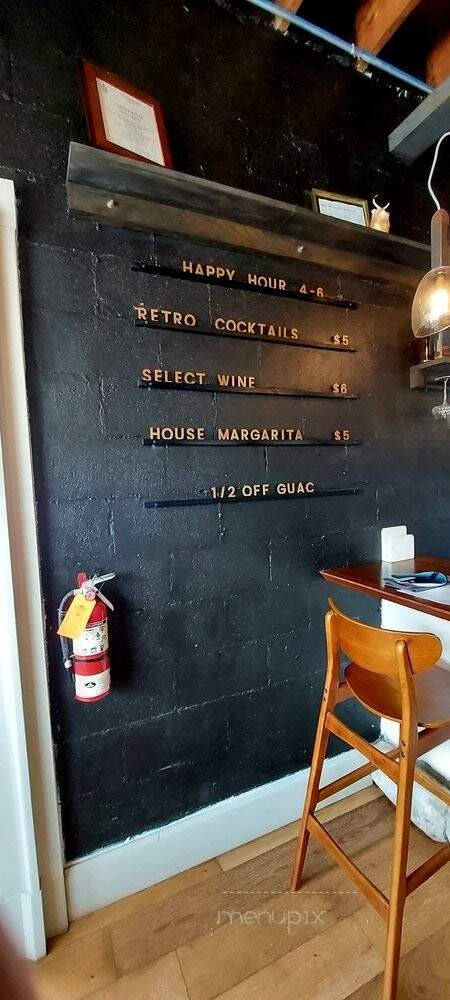 HAPPY HOUR 4-6
RETRO COCKTAILS $5
SELECT WINE $6
HOUSE MARGARITA $5
1/2 OFF GUAC
menupix